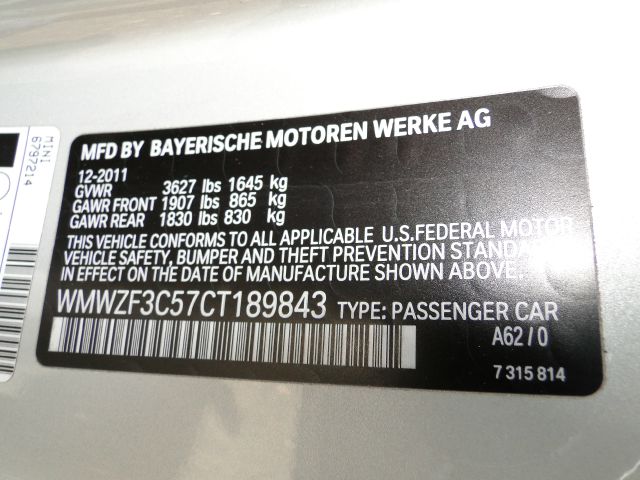 MINI
6797214
MFD BY BAYERISCHE MOTOREN WERKE AG
12-2011
GVWR 3627 lbs 1645 kg
GAWR FRONT 1907 lbs 865 kg
GAWR REAR 1830 lbs 830 kg
THIS VEHICLE CONFORMS TO ALL APPLICABLE U.S.FEDERAL MOTOR
VEHICLE SAFETY, BUMPER AND THEFT PREVENTION STANDARDS
IN EFFECT ON THE DATE OF MANUFACTURE SHOWN ABOVE.
WMWZF3C57CT189843 TYPE: PASSENGER CAR
A62/0
7 315 814